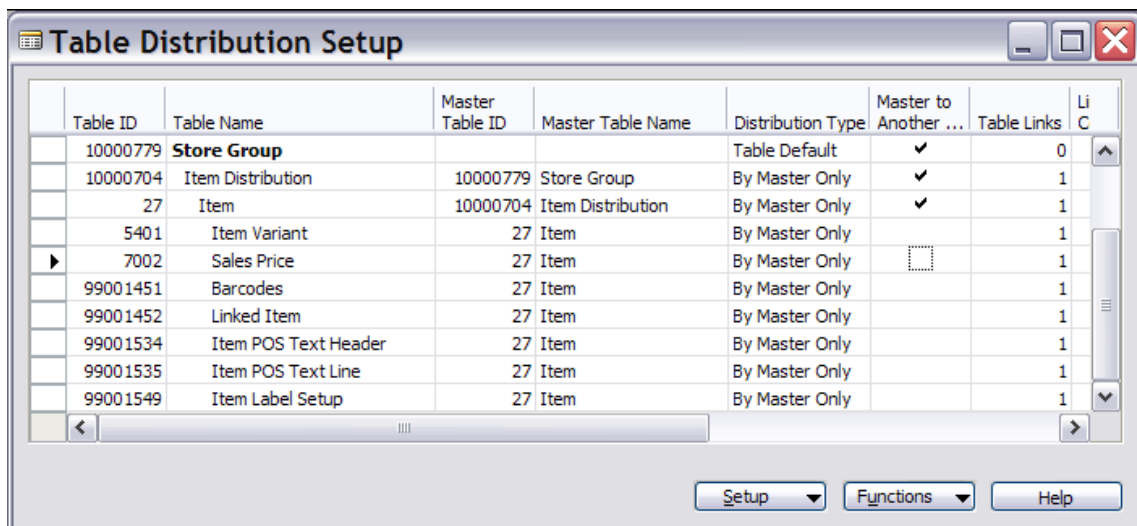 Table Distribution Setup
Master Master to Li
Table ID Table Name Table ID Master Table Name Distribution Type Another ... Table Links C
10000779 Store Group Table Default 0
10000704 Item Distribution 10000779 Store Group By Master Only 1
27 Item 10000704 Item Distribution By Master Only 1
5401 Item Variant 27 Item By Master Only 1
7002 Sales Price 27 Item By Master Only 1
99001451 Barcodes 27 Item By Master Only 1
99001452 Linked Item 27 Item By Master Only 1
99001534 Item POS Text Header 27 Item By Master Only 1
99001535 Item POS Text Line 27 Item By Master Only 1
99001549 Item Label Setup 27 Item By Master Only 1
Setup Functions Help